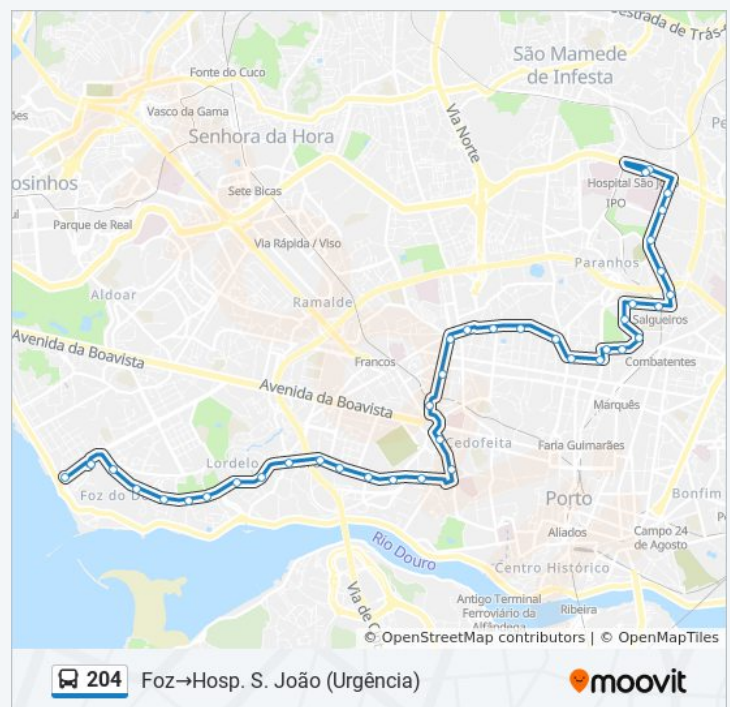 Estrada de Trás-
São Mamede
de Infesta
Fonte do Cuco
Vasco da Gama
Via Norte
Senhora da Hora
osinhos
Sete Bicas
Hospital São J
IPO
Parque de Real
Via Rápida / Viso
Paranhos
Aldoar
Ramalde
Salgueiros
Avenida da Boavista
Francos
Combatentes
Avenida da Boavista
Marquês
Cedofeita
Faria Guimarães
Lordelo
Foz do D
Porto
Bonfim
Aliados
Campo 24
de Agosto
Rio Douro
Centro Histórico
Via de C
Antigo Terminal
Ferroviário da
Alfândega
Ribeira
© OpenStreetMap contributors | © OpenMapTiles
204 Foz→Hosp. S. João (Urgência)
moovit